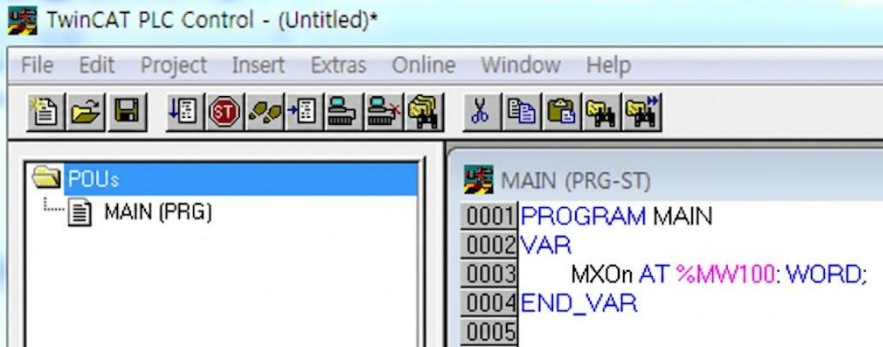 TwinCAT PLC Control - (Untitled)*
File Edit Project Insert Extras Online Window Help
ST
POUs
MAIN (PRG)
MAIN (PRG-ST)
0001 PROGRAM MAIN
0002 VAR
0003 MXOn AT %MW100: WORD;
0004 END_VAR
0005